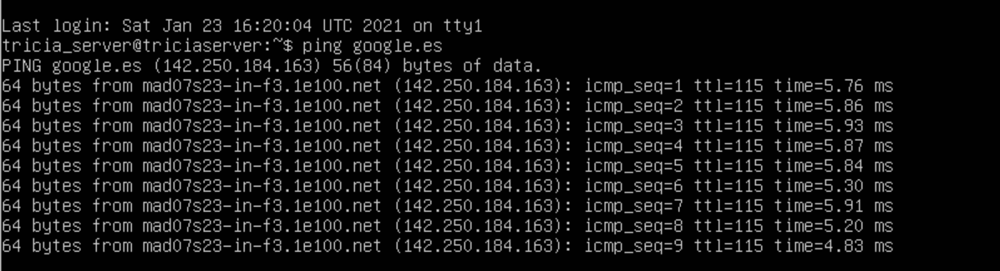 Last login: Sat Jan 23 16:20:04 UTC 2021 on tty1
tricia_server@triciaserver:~$ ping google.es
PING google.es (142.250.184.163) 56(84) bytes of data.
64 bytes from mad07s23-in-f3.1e100.net (142.250.184.163): icmp_seq=1 ttl=115 time=5.76 ms
64 bytes from mad07s23-in-f3.1e100.net (142.250.184.163): icmp_seq=2 ttl=115 time=5.86 ms
64 bytes from mad07s23-in-f3.1e100.net (142.250.184.163): icmp_seq=3 ttl=115 time=5.93 ms
64 bytes from mad07s23-in-f3.1e100.net (142.250.184.163): icmp_seq=4 ttl=115 time=5.87 ms
64 bytes from mad07s23-in-f3.1e100.net (142.250.184.163): icmp_seq=5 ttl=115 time=5.84 ms
64 bytes from mad07s23-in-f3.1e100.net (142.250.184.163): icmp_seq=6 ttl=115 time=5.30 ms
64 bytes from mad07s23-in-f3.1e100.net (142.250.184.163): icmp_seq=7 ttl=115 time=5.91 ms
64 bytes from mad07s23-in-f3.1e100.net (142.250.184.163): icmp_seq=8 ttl=115 time=5.20 ms
64 bytes from mad07s23-in-f3.1e100.net (142.250.184.163): icmp_seq=9 ttl=115 time=4.83 ms